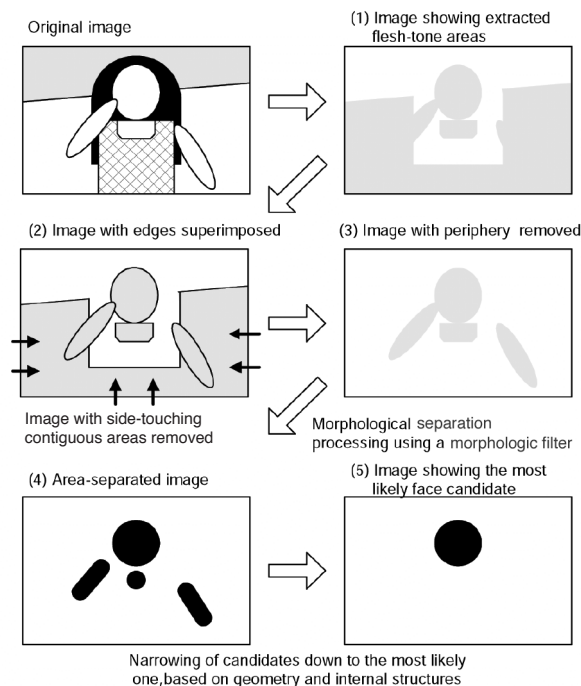 Original image
(1) Image showing extracted
flesh-tone areas
(2) Image with edges superimposed
(3) Image with periphery removed
Image with side-touching
contiguous areas removed
Morphological separation
processing using a morphologic filter
(4) Area-separated image
(5) Image showing the most
likely face candidate
Narrowing of candidates down to the most likely
one,based on geometry and internal structures